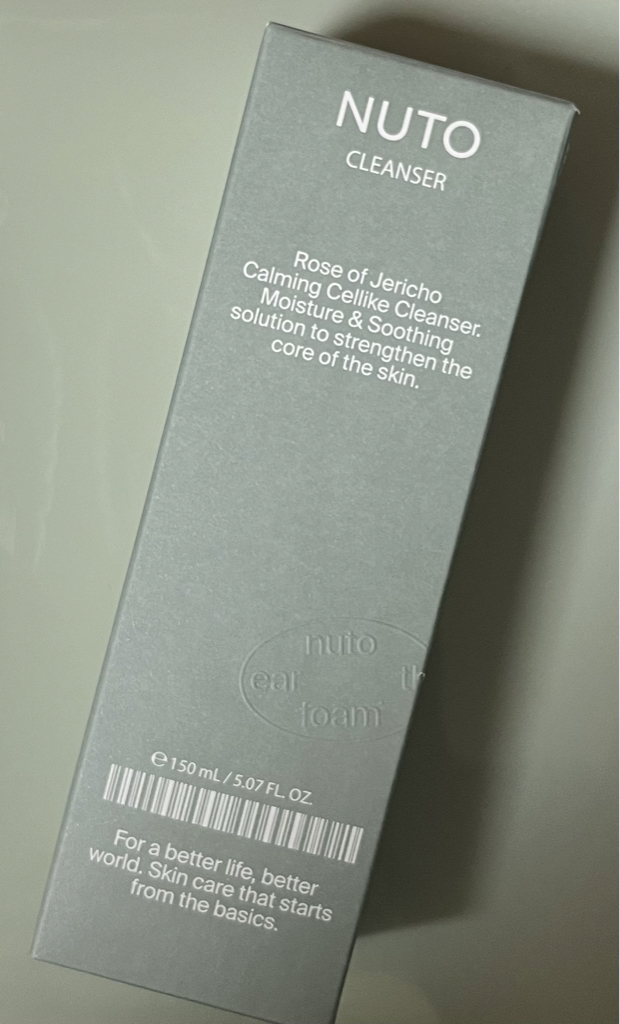 NUTO
CLEANSER
Rose of Jericho
Calming Cellike Cleanser.
Moisture & Soothing
solution to strengthen the
core of the skin.
nuto
ear th
foam
℮150 mL / 5.07 FL. OZ.
For a better life, better
world. Skin care that starts
from the basics.